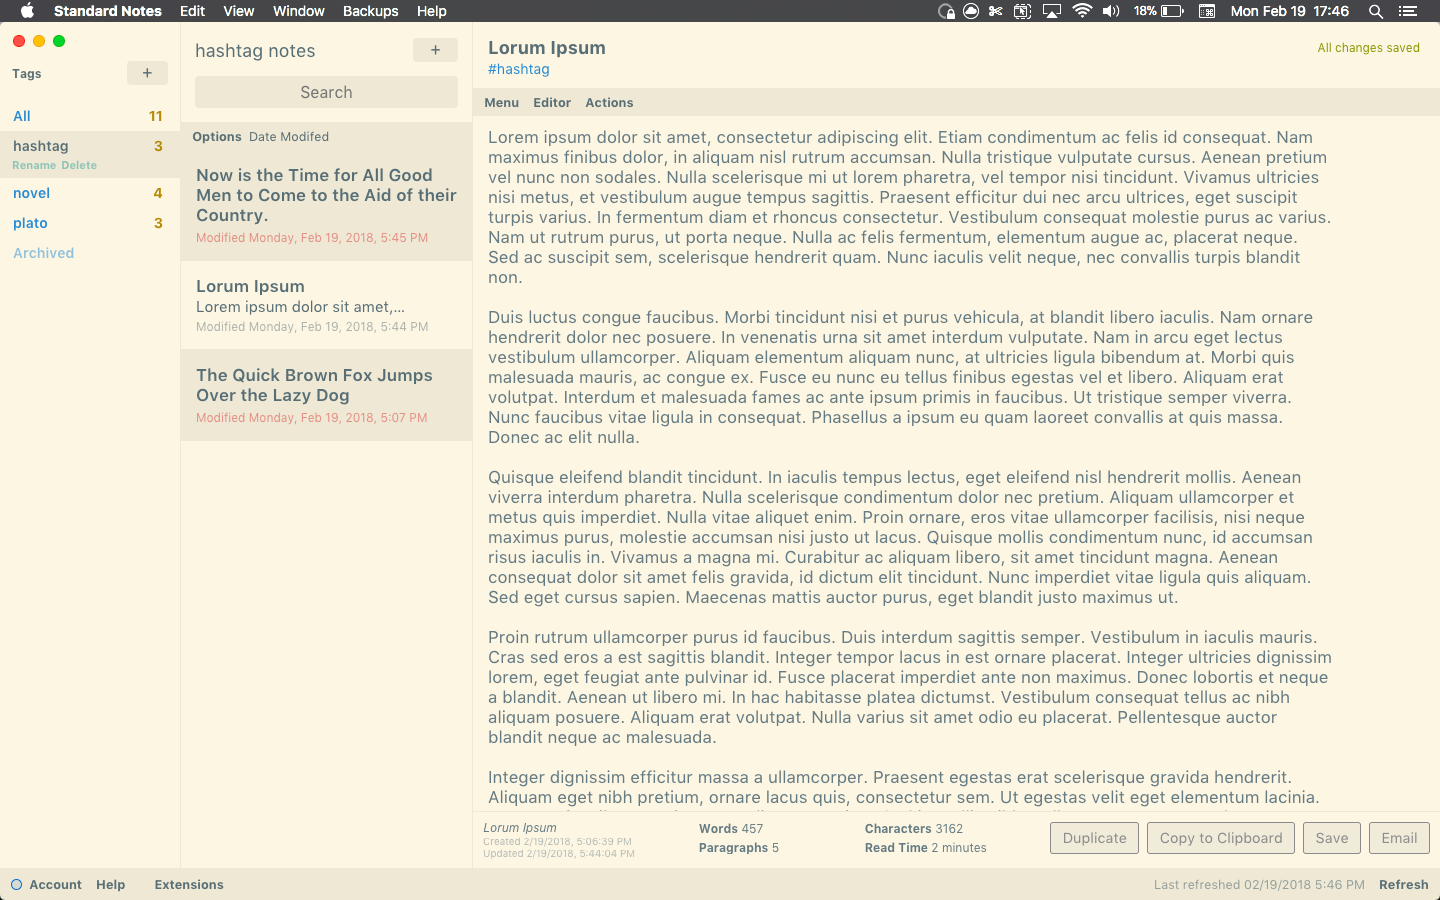 Standard Notes Edit View Window Backups Help 18% Mon Feb 19 17:46
Tags +
All 11
hashtag 3
Rename Delete
novel 4
plato 3
Archived
hashtag notes +
Search
Options Date Modifed
Now is the Time for All Good
Men to Come to the Aid of their
Country.
Modified Monday, Feb 19, 2018, 5:45 PM
Lorum Ipsum
Lorem ipsum dolor sit amet,...
Modified Monday, Feb 19, 2018, 5:44 PM
The Quick Brown Fox Jumps
Over the Lazy Dog
Modified Monday, Feb 19, 2018, 5:07 PM
Lorum Ipsum
All changes saved
#hashtag
Menu Editor Actions
Lorem ipsum dolor sit amet, consectetur adipiscing elit. Etiam condimentum ac felis id consequat. Nam
maximus finibus dolor, in aliquam nisl rutrum accumsan. Nulla tristique vulputate cursus. Aenean pretium
vel nunc non sodales. Nulla scelerisque mi ut lorem pharetra, vel tempor nisi tincidunt. Vivamus ultricies
nisi metus, et vestibulum augue tempus sagittis. Praesent efficitur dui nec arcu ultrices, eget suscipit
turpis varius. In fermentum diam et rhoncus consectetur. Vestibulum consequat molestie purus ac varius.
Nam ut rutrum purus, ut porta neque. Nulla ac felis fermentum, elementum augue ac, placerat neque.
Sed ac suscipit sem, scelerisque hendrerit quam. Nunc iaculis velit neque, nec convallis turpis blandit
non.
Duis luctus congue faucibus. Morbi tincidunt nisi et purus vehicula, at blandit libero iaculis. Nam ornare
hendrerit dolor nec posuere. In venenatis urna sit amet interdum vulputate. Nam in arcu eget lectus
vestibulum ullamcorper. Aliquam elementum aliquam nunc, at ultricies ligula bibendum at. Morbi quis
malesuada mauris, ac congue ex. Fusce eu nunc eu tellus finibus egestas vel et libero. Aliquam erat
volutpat. Interdum et malesuada fames ac ante ipsum primis in faucibus. Ut tristique semper viverra.
Nunc faucibus vitae ligula in consequat. Phasellus a ipsum eu quam laoreet convallis at quis massa.
Donec ac elit nulla.
Quisque eleifend blandit tincidunt. In iaculis tempus lectus, eget eleifend nisl hendrerit mollis. Aenean
viverra interdum pharetra. Nulla scelerisque condimentum dolor nec pretium. Aliquam ullamcorper et
metus quis imperdiet. Nulla vitae aliquet enim. Proin ornare, eros vitae ullamcorper facilisis, nisi neque
maximus purus, molestie accumsan nisi justo ut lacus. Quisque mollis condimentum nunc, id accumsan
risus iaculis in. Vivamus a magna mi. Curabitur ac aliquam libero, sit amet tincidunt magna. Aenean
consequat dolor sit amet felis gravida, id dictum elit tincidunt. Nunc imperdiet vitae ligula quis aliquam.
Sed eget cursus sapien. Maecenas mattis auctor purus, eget blandit justo maximus ut.
Proin rutrum ullamcorper purus id faucibus. Duis interdum sagittis semper. Vestibulum in iaculis mauris.
Cras sed eros a est sagittis blandit. Integer tempor lacus in est ornare placerat. Integer ultricies dignissim
lorem, eget feugiat ante pulvinar id. Fusce placerat imperdiet ante non maximus. Donec lobortis et neque
a blandit. Aenean ut libero mi. In hac habitasse platea dictumst. Vestibulum consequat tellus ac nibh
aliquam posuere. Aliquam erat volutpat. Nulla varius sit amet odio eu placerat. Pellentesque auctor
blandit neque ac malesuada.
Integer dignissim efficitur massa a ullamcorper. Praesent egestas erat scelerisque gravida hendrerit.
Aliquam eget nibh pretium, ornare lacus quis, consectetur sem. Ut egestas velit eget elementum lacinia.
Lorum Ipsum
Created 2/19/2018, 5:06:39 PM
Updated 2/19/2018, 5:44:04 PM
Words 457
Paragraphs 5
Characters 3162
Read Time 2 minutes
Duplicate Copy to Clipboard Save Email
Account Help Extensions Last refreshed 02/19/2018 5:46 PM Refresh